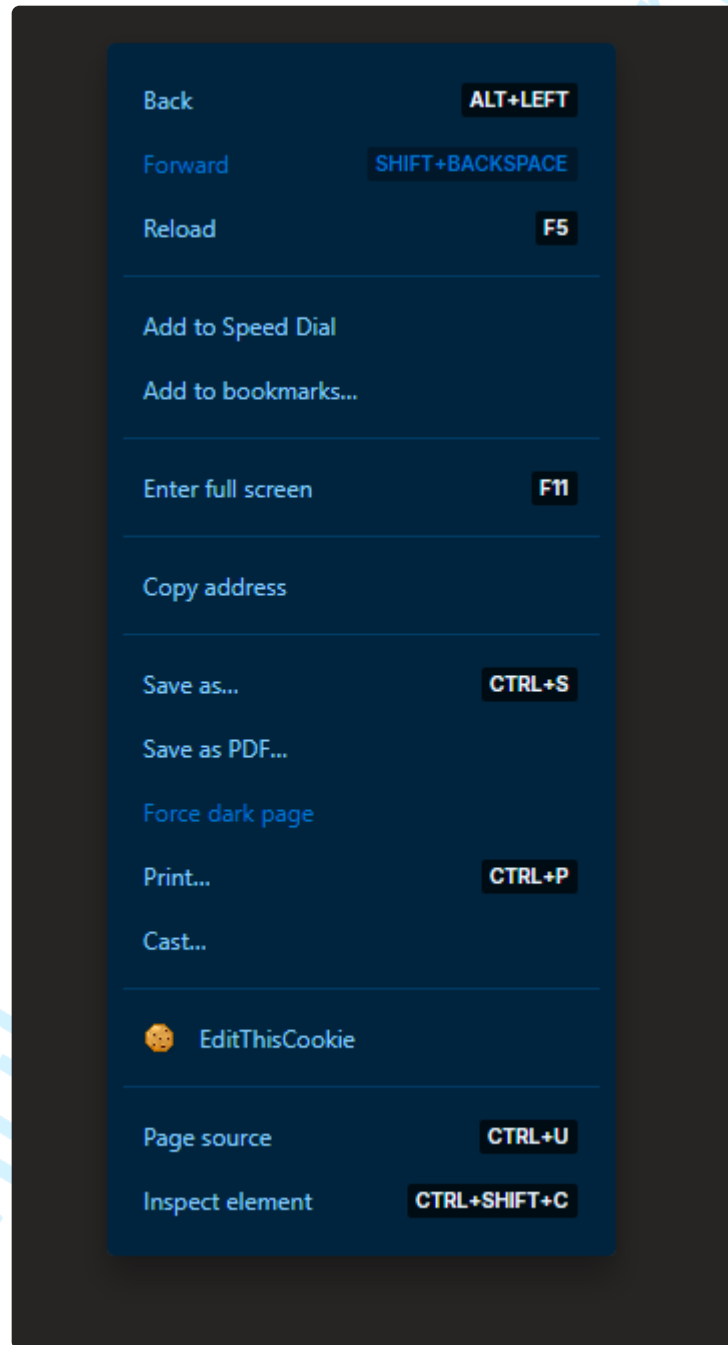 Back ALT+LEFT
Forward SHIFT+BACKSPACE
Reload F5
Add to Speed Dial
Add to bookmarks...
Enter full screen F11
Copy address
Save as... CTRL+S
Save as PDF...
Force dark page
Print... CTRL+P
Cast...
EditThisCookie
Page source CTRL+U
Inspect element CTRL+SHIFT+C